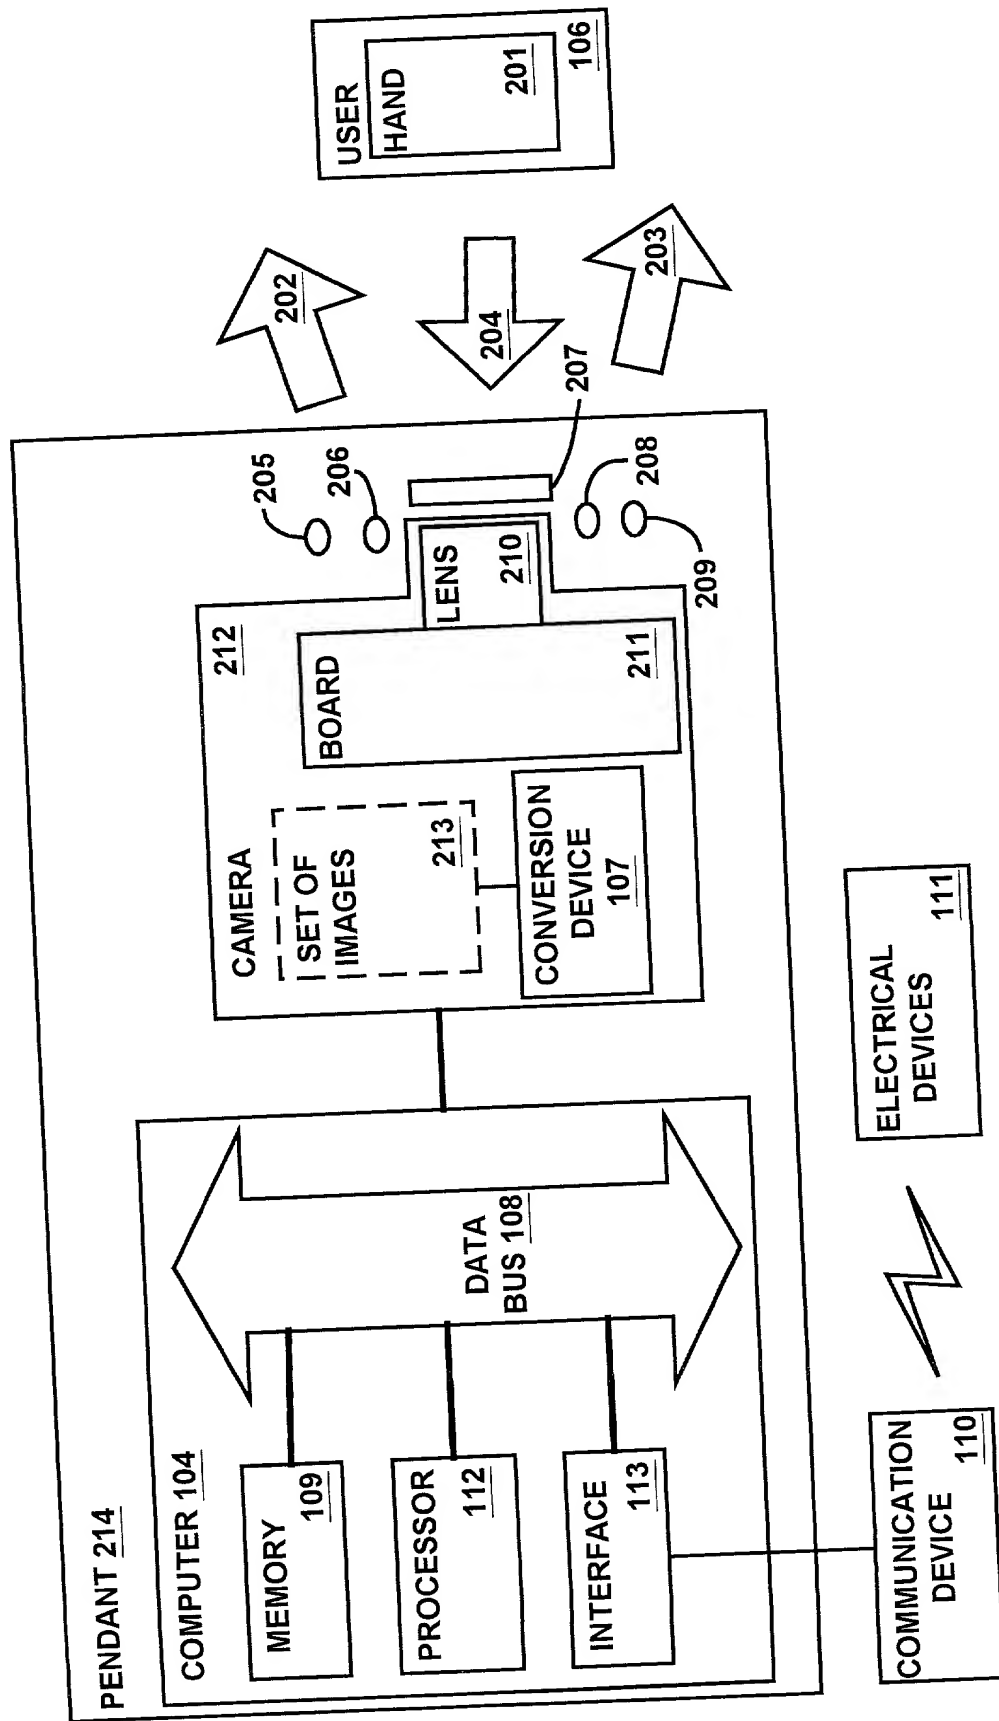 PENDANT 214
COMPUTER 104
MEMORY
109
PROCESSOR
112
INTERFACE
113
DATA
BUS 108
CAMERA
212
SET OF
IMAGES
213
CONVERSION
DEVICE
107
BOARD
211
LENS
210
205
206
207
208
209
202
204
203
USER
HAND
201
106
COMMUNICATION
DEVICE
110
ELECTRICAL
DEVICES
111